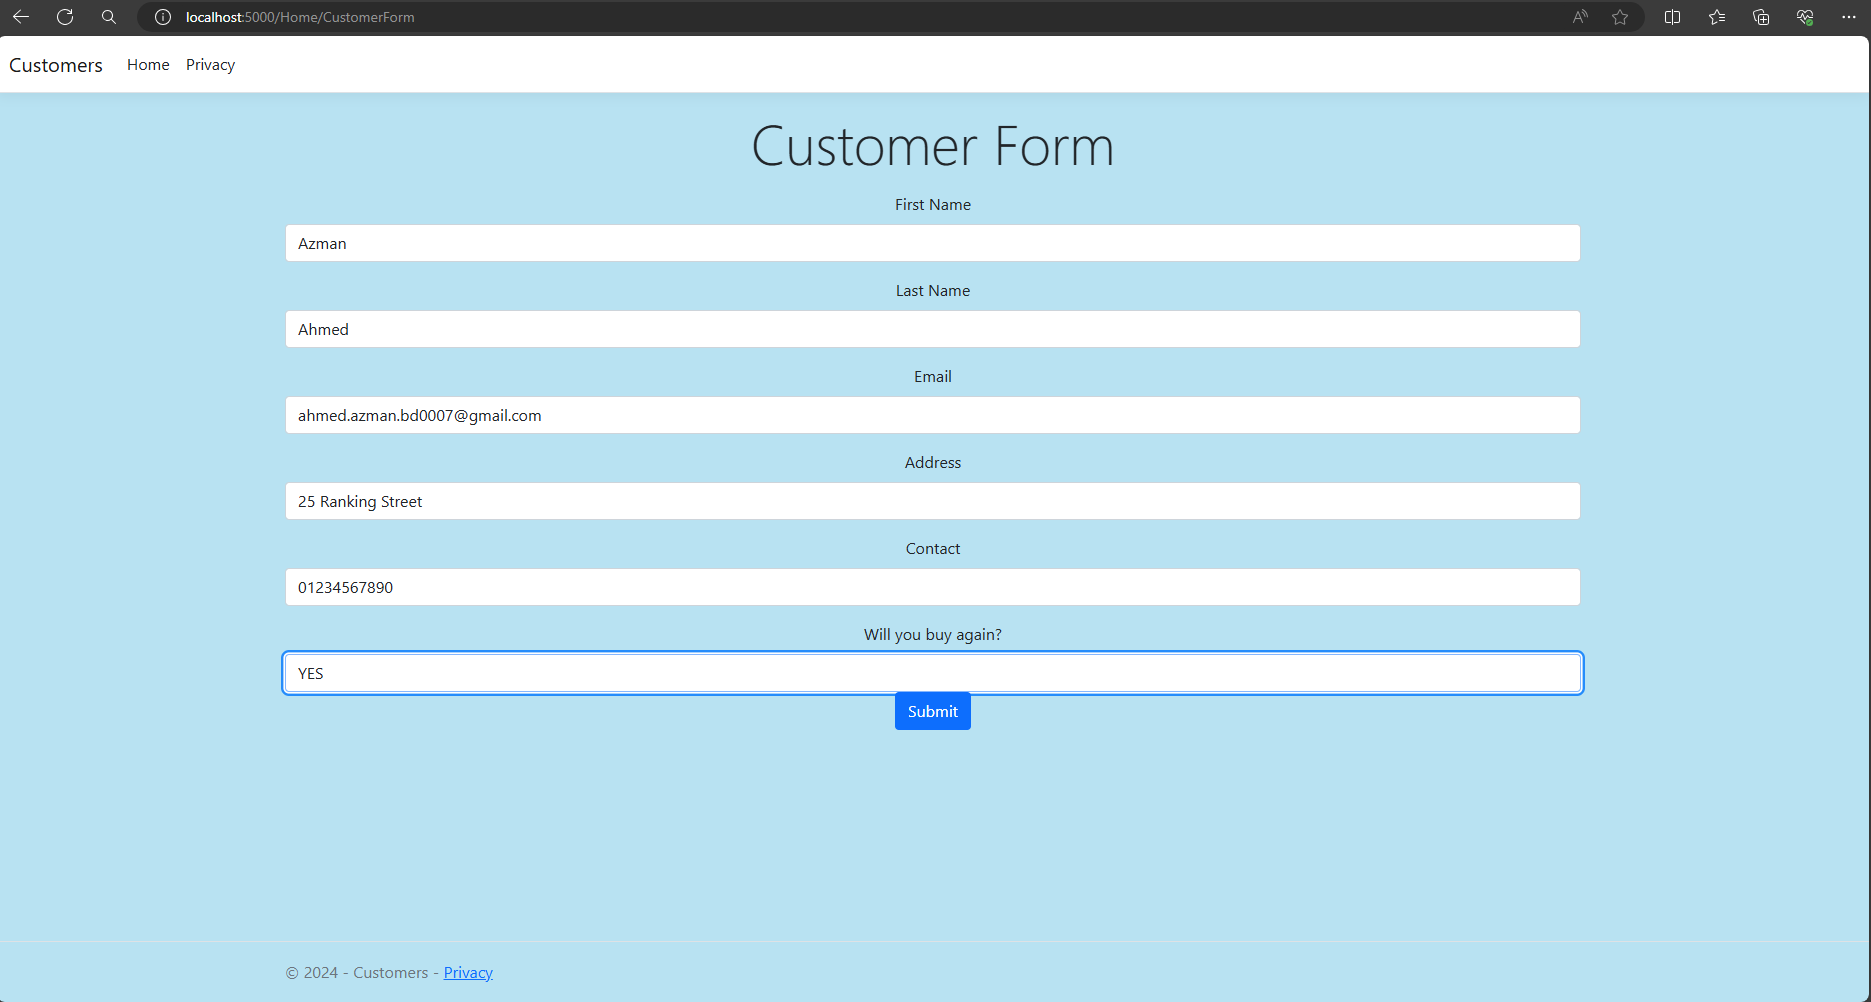 localhost:5000/Home/CustomerForm
Customers Home Privacy
Customer Form
First Name
Azman
Last Name
Ahmed
Email
ahmed.azman.bd0007@gmail.com
Address
25 Ranking Street
Contact
01234567890
Will you buy again?
YES
Submit
© 2024 - Customers - Privacy